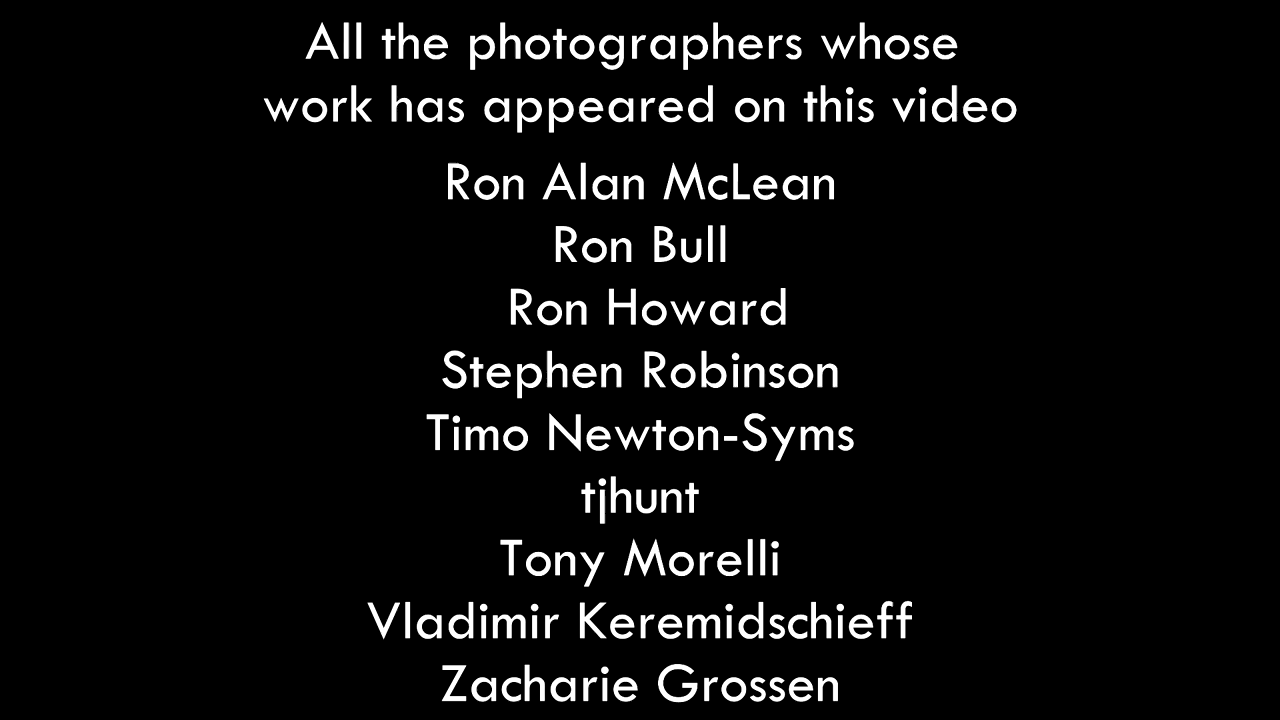 All the photographers whose
work has appeared on this video
Ron Alan McLean
Ron Bull
Ron Howard
Stephen Robinson
Timo Newton-Syms
tjhunt
Tony Morelli
Vladimir Keremidschieff
Zacharie Grossen